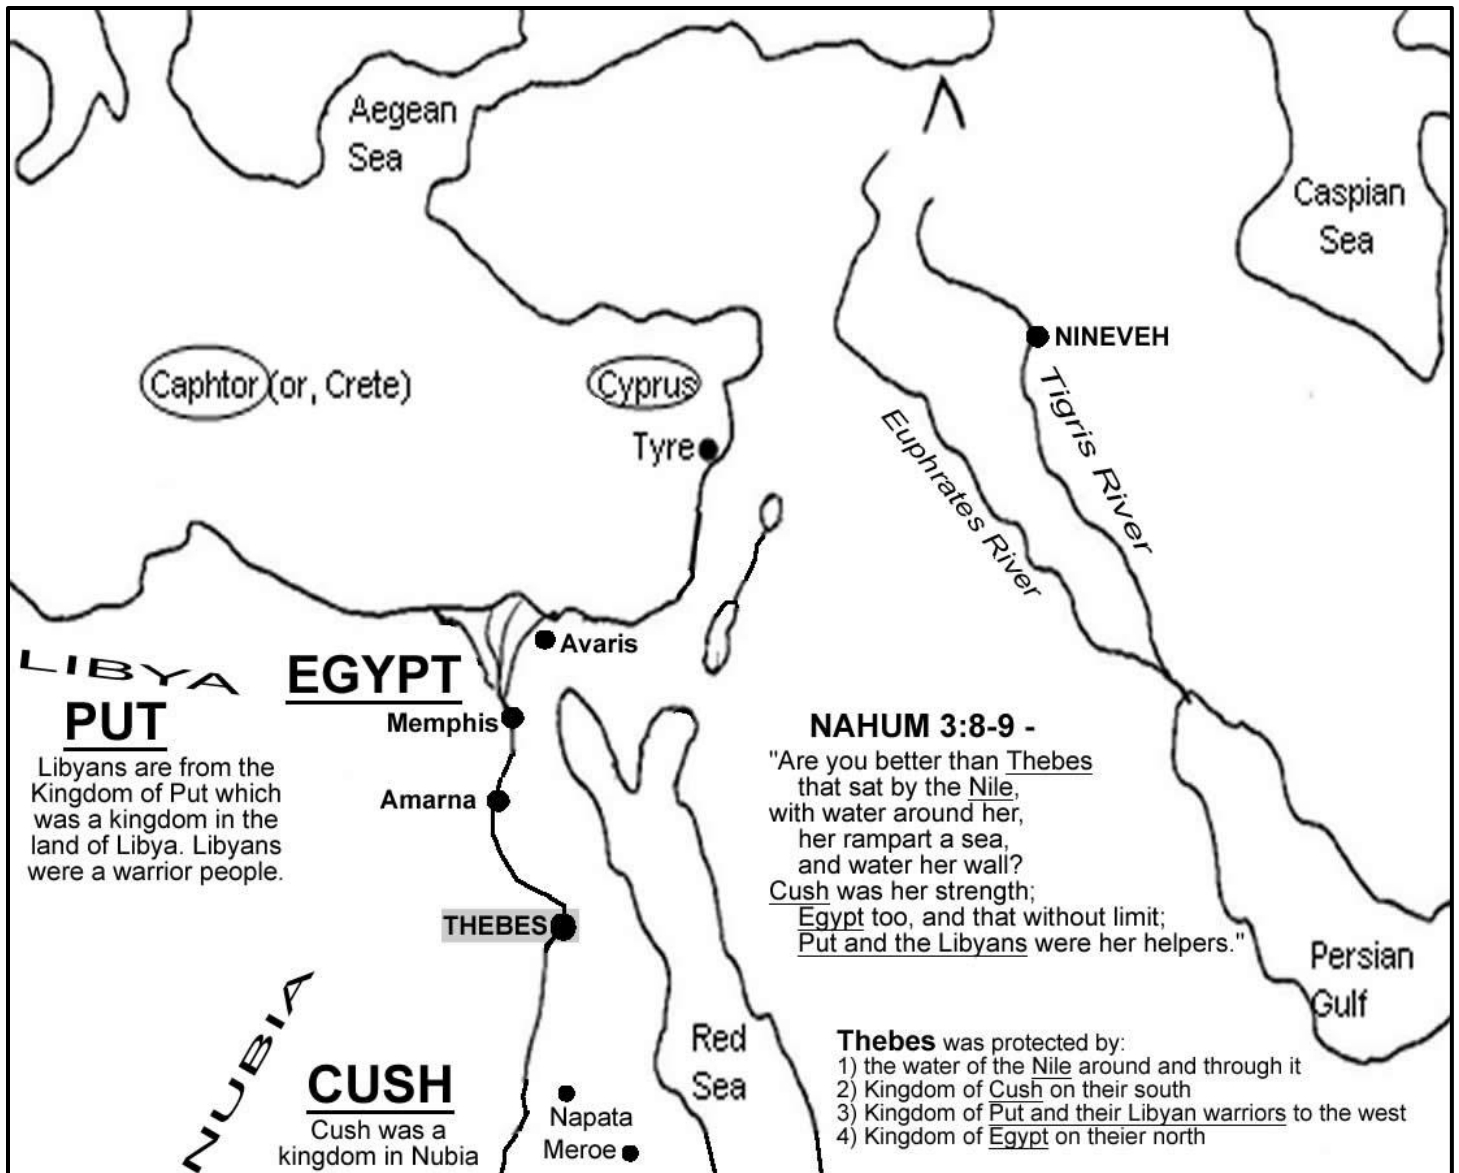 Aegean
Sea
Caspian
Sea
NINEVEH
Caphtor (or, Crete)
Cyprus
Tyre
Tigris River
Euphrates River
Avaris
LIBYA
EGYPT
PUT
Memphis
Libyans are from the
Kingdom of Put which
was a kingdom in the
land of Libya. Libyans
were a warrior people.
Amarna
THEBES
NAHUM 3:8-9 -
"Are you better than Thebes
that sat by the Nile,
with water around her,
her rampart a sea,
and water her wall?
Cush was her strength;
Egypt too, and that without limit;
Put and the Libyans were her helpers."
Persian
Gulf
NUBIA
Red
Sea
Thebes was protected by:
1) the water of the Nile around and through it
2) Kingdom of Cush on their south
3) Kingdom of Put and their Libyan warriors to the west
4) Kingdom of Egypt on theier north
CUSH
Cush was a
kingdom in Nubia
Napata
Meroe